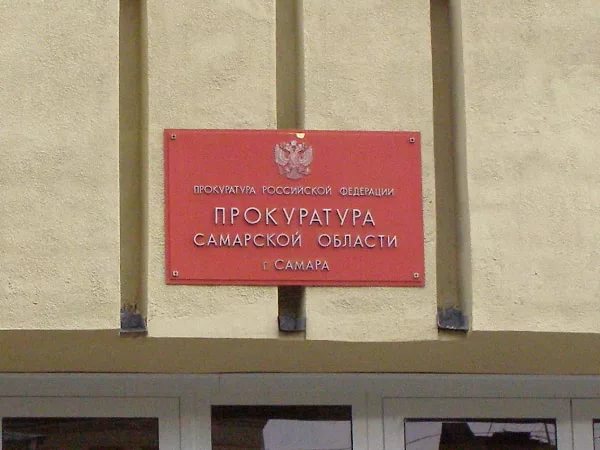 ПРОКУРАТУРА РОССИЙСКОЙ ФЕДЕРАЦИИ
ПРОКУРАТУРА
САМАРСКОЙ ОБЛАСТИ
г. САМАРА